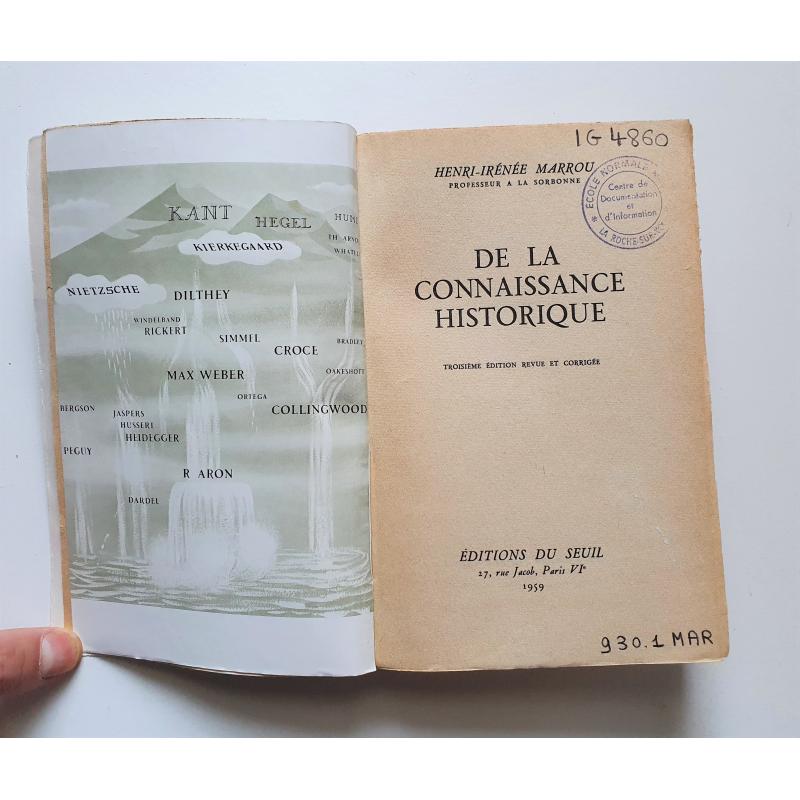 KANT
HEGEL
KIERKEGAARD
NIETZSCHE
DILTHEY
WINDELBAND
RICKERT
SIMMEL
BRADLEY
CROCE
MAX WEBER
OAKESHOTT
ORTEGA
BERGSON
JASPERS
COLLINGWOOD
HUSSERL
HEIDEGGER
PEGUY
R ARON
DARDEL
IG 4860
HENRI-IRÉNÉE MARROU
PROFESSEUR A LA SORBONNE
ÉCOLE NORMALE
Centre de
Documentation
et
d'Information
LA ROCHE-SUR-
DE LA
CONNAISSANCE
HISTORIQUE
TROISIÈME ÉDITION REVUE ET CORRIGÉE
ÉDITIONS DU SEUIL
27, rue Jacob, Paris VIe
1959
930.1 MAR